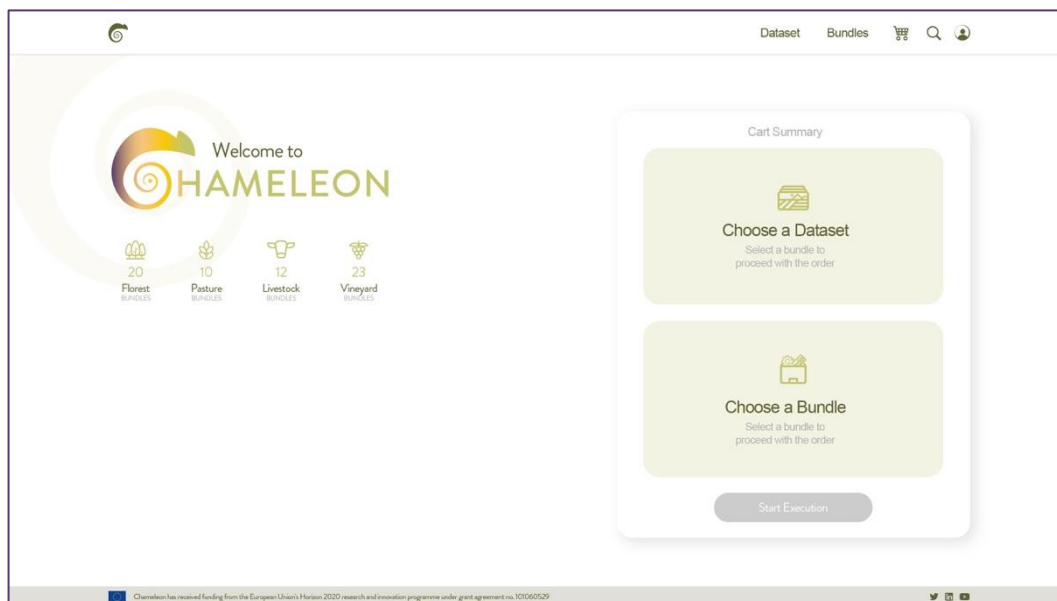 Dataset
Bundles
Welcome to
HAMELEON
20
Florest
BUNDLES
10
Pasture
BUNDLES
12
Livestock
BUNDLES
23
Vineyard
BUNDLES
Cart Summary
Choose a Dataset
Select a bundle to
proceed with the order
Choose a Bundle
Select a bundle to
proceed with the order
Start Execution
Chameleon has received funding from the European Union's Horizon 2020 research and innovation programme under grant agreement no. 101060529